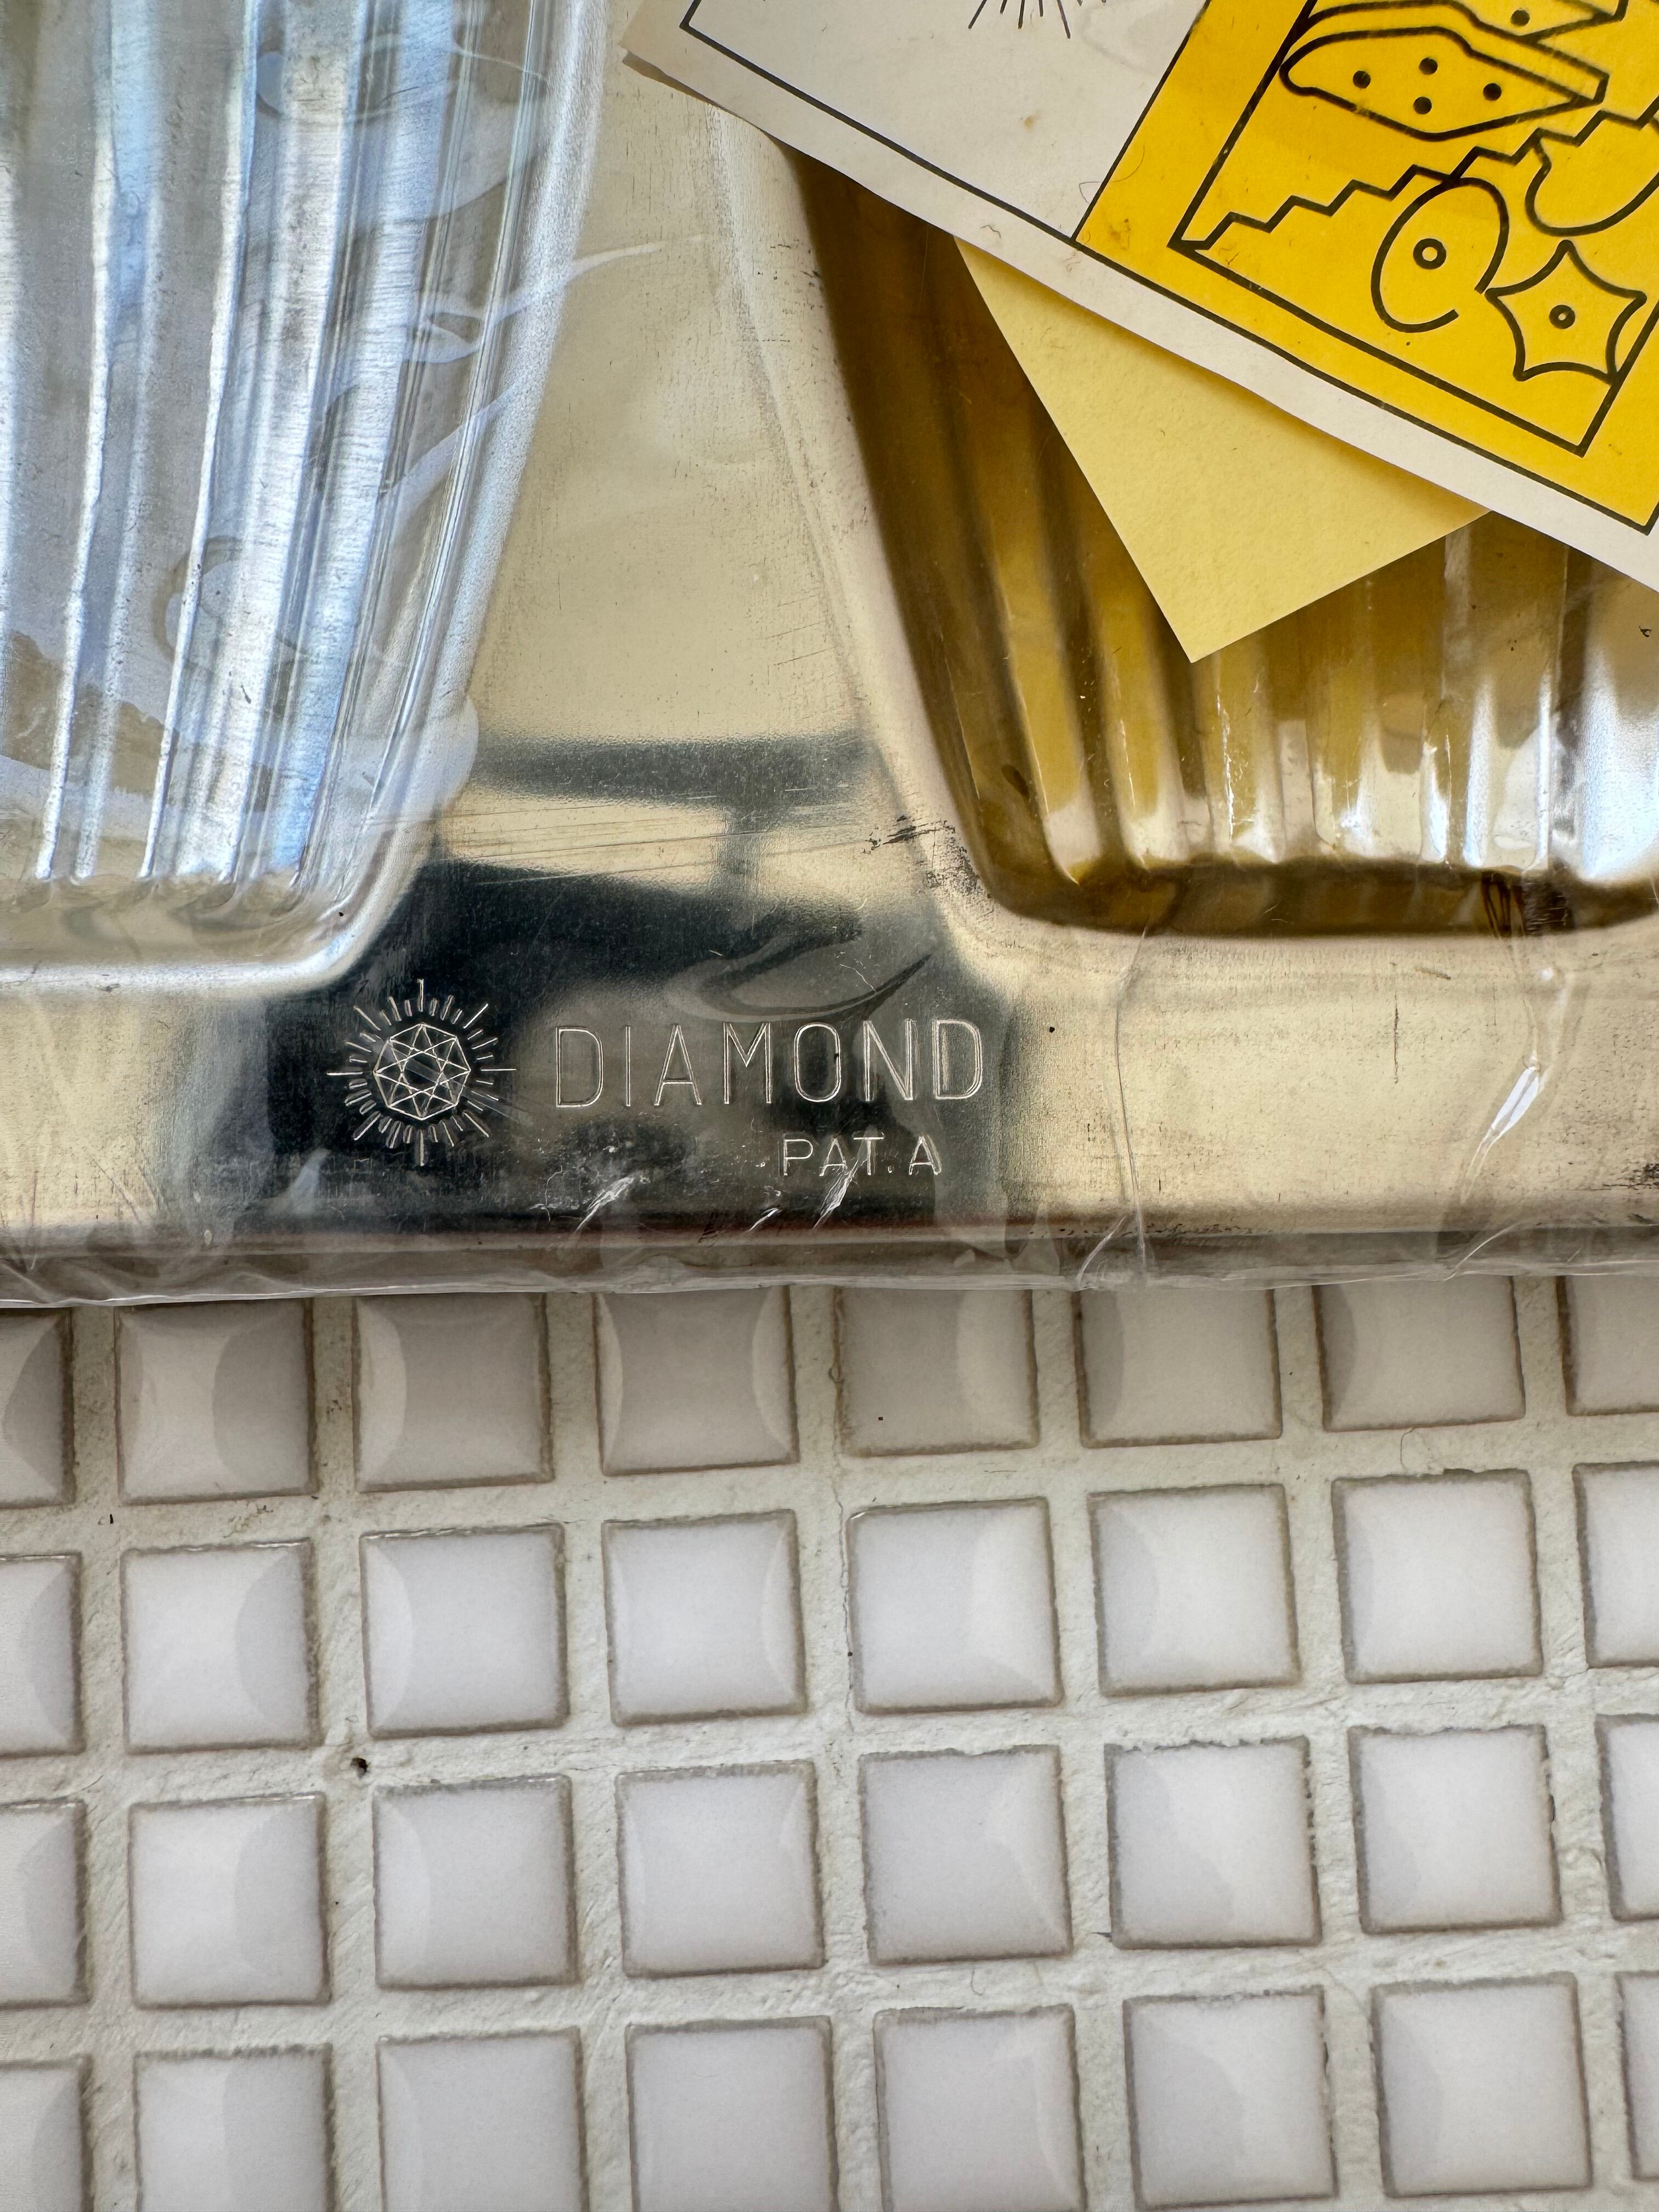 DIAMOND
PAT. A